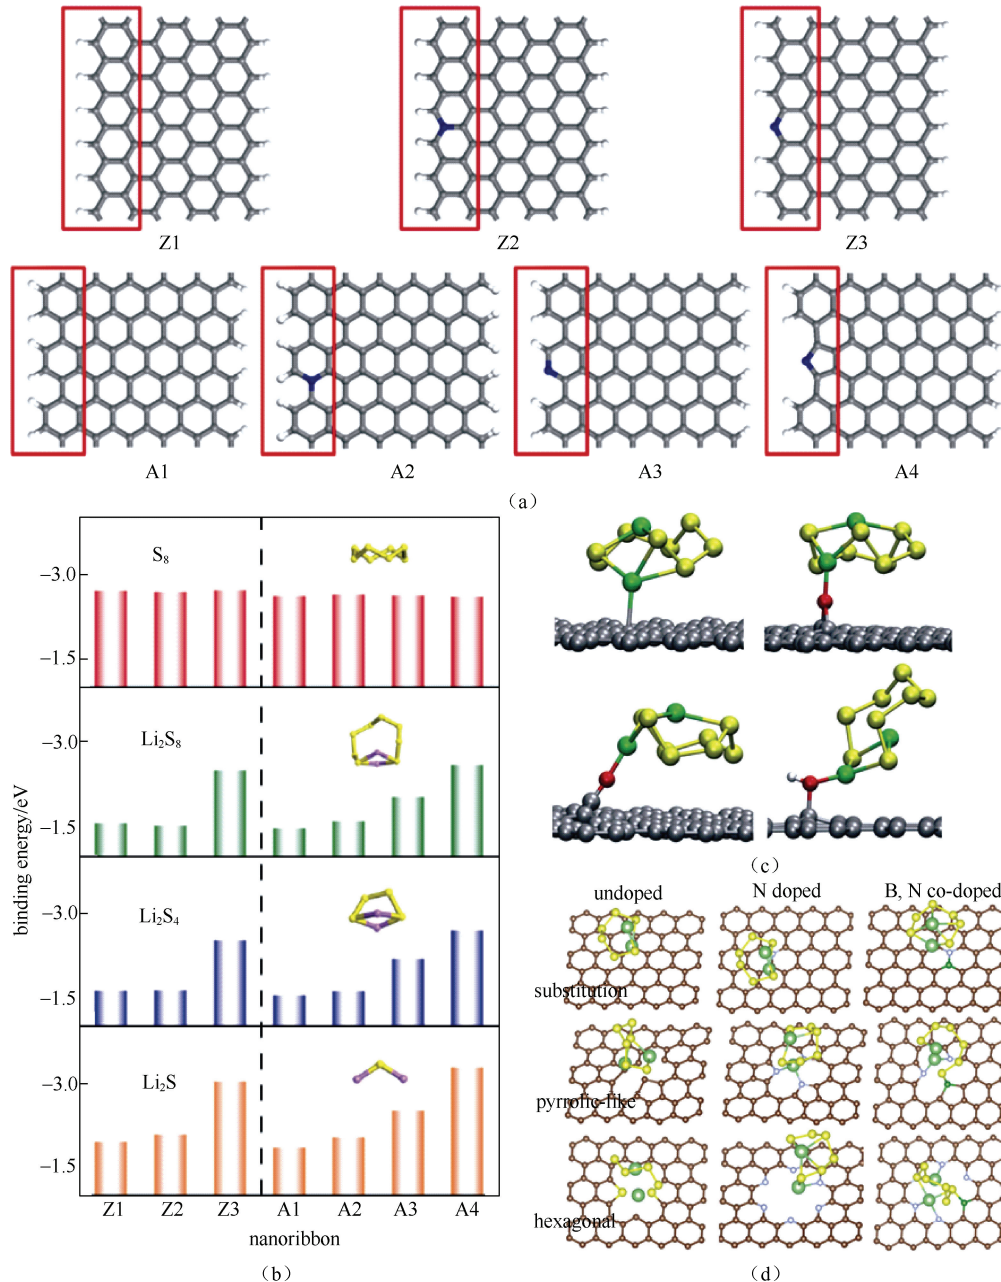 Z1 Z2 Z3
A1 A2 A3 A4
(a)
S₈
−3.0
−1.5
Li₂S₈
−3.0
−1.5
Li₂S₄
−3.0
−1.5
Li₂S
−3.0
−1.5
binding energy/eV
Z1 Z2 Z3 A1 A2 A3 A4
nanoribbon
(b)
(c)
undoped N doped B, N co-doped
substitution
pyrrolic-like
hexagonal
(d)